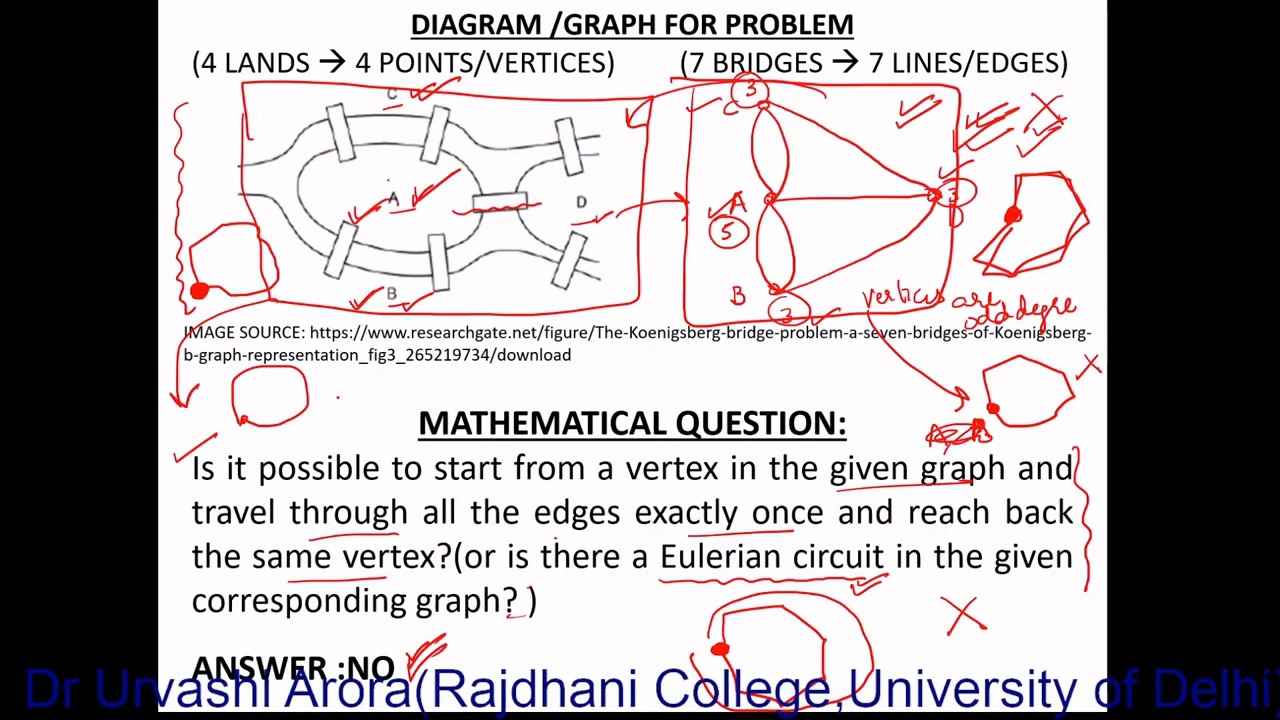 DIAGRAM /GRAPH FOR PROBLEM
(4 LANDS → 4 POINTS/VERTICES) (7 BRIDGES → 7 LINES/EDGES)
C
A
D
B
3
C
A
5
3
D
B
3
vertices are
odd degree
IMAGE SOURCE: https://www.researchgate.net/figure/The-Koenigsberg-bridge-problem-a-seven-bridges-of-Koenigsberg-
b-graph-representation_fig3_265219734/download
MATHEMATICAL QUESTION:
Is it possible to start from a vertex in the given graph and
travel through all the edges exactly once and reach back
the same vertex?(or is there a Eulerian circuit in the given
corresponding graph? )
ANSWER :NO
Dr Urvashi Arora(Rajdhani College,University of Delhi)